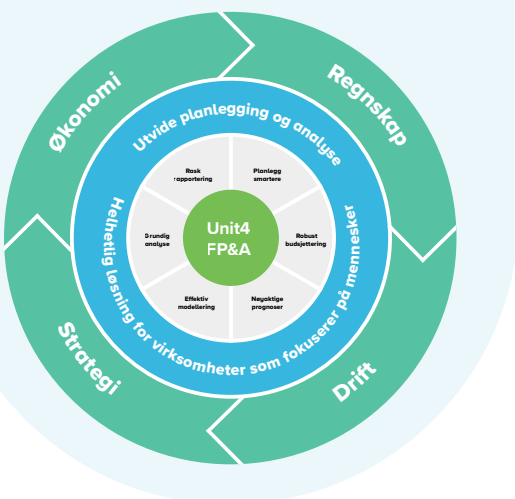 Økonomi
Regnskap
Drift
Strategi
Utvide planlegging og analyse
Helhetlig løsning for virksomheter som fokuserer på mennesker
Rask
rapportering
Planlegg
smartere
Robust
budsjettering
Nøyaktige
prognoser
Effektiv
modellering
Grundig
analyse
Unit4
FP&A